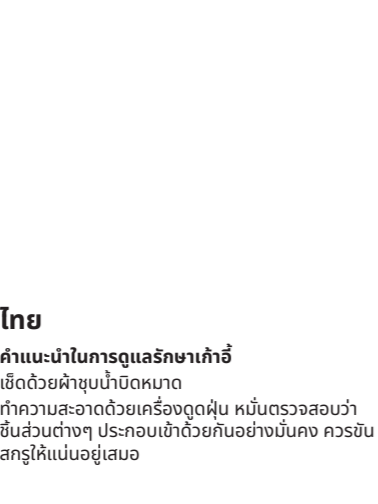 ไทย
คำแนะนำในการดูแลรักษาเก้าอี้
เช็ดด้วยผ้าชุบน้ำบิดหมาด
ทำความสะอาดด้วยเครื่องดูดฝุ่น หมั่นตรวจสอบว่า
ชิ้นส่วนต่างๆ ประกอบเข้าด้วยกันอย่างมั่นคง ควรขัน
สกรูให้แน่นอยู่เสมอ